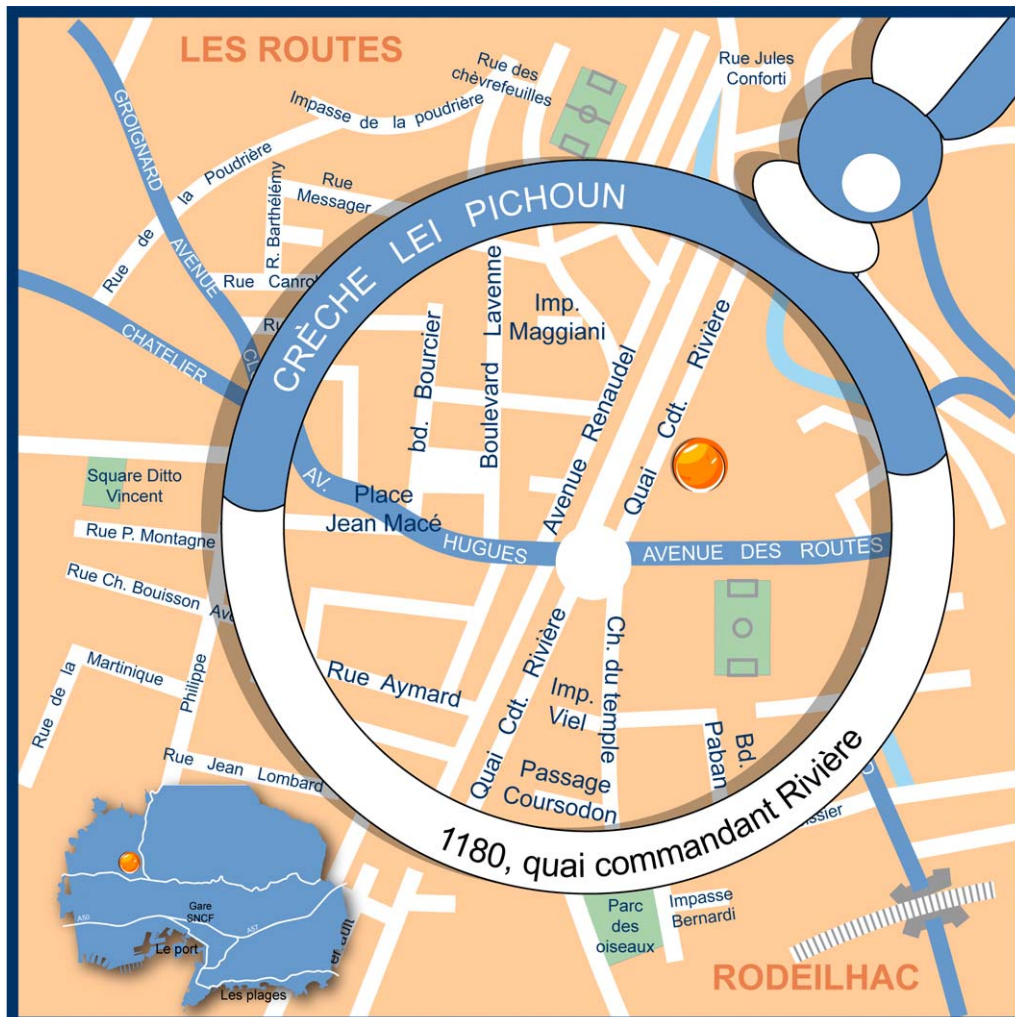 LES ROUTES
Rue des
chèvrefeuilles
Rue Jules
Conforti
Impasse de la poudrière
GROIGNARD
AVENUE
Rue de la Poudrière
R. Barthélémy
Rue
Messager
CRÈCHE LEI PICHOUN
Rue
CHATELIER
bd. Bourcier
Boulevard Lavenne
Imp.
Maggiani
Avenue Renaudel
Quai Cdt. Rivière
Square Ditto
Vincent
AV.
Place
Jean Macé
HUGUES
AVENUE DES ROUTES
Rue P. Montagne
Rue Ch. Bouisson
Rue de la
Martinique
Philippe
Rue Aymard
Quai Cdt. Rivière
Ch. du temple
Imp.
Viel
Bd.
Paban
Rue Jean Lombard
Passage
Coursodon
1180, quai commandant Rivière
Parc
des
oiseaux
Impasse
Bernardi
RODEILHAC
Gare
SNCF
A50
A57
Le port
Les plages